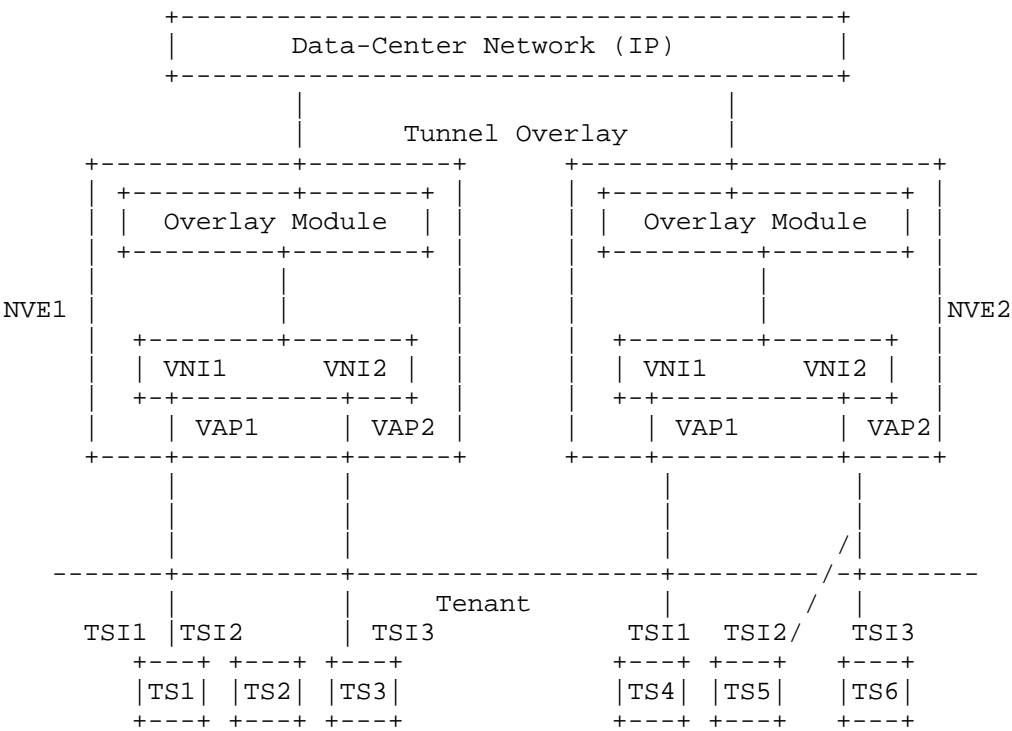 Data-Center Network (IP)
Tunnel Overlay
Overlay Module Overlay Module
NVE1 NVE2
VNI1 VNI2 VNI1 VNI2
VAP1 VAP2 VAP1 VAP2
Tenant
TSI1 TSI2 TSI3 TSI1 TSI2 TSI3
TS1 TS2 TS3 TS4 TS5 TS6